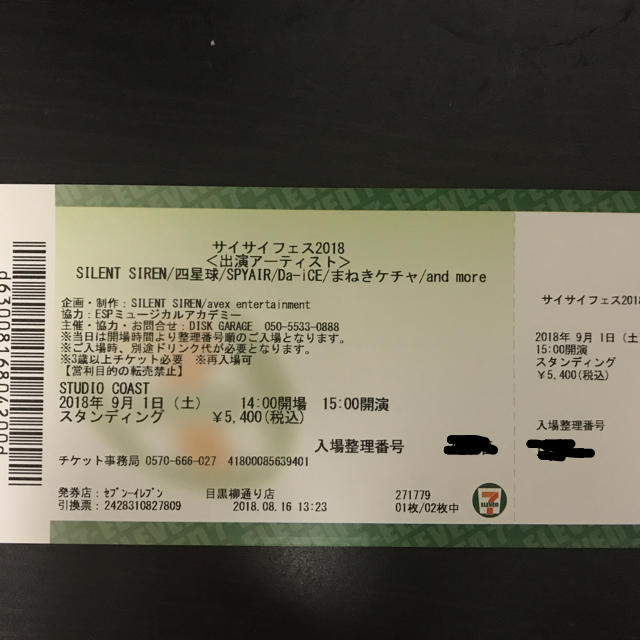 ELEVEN7
d6300816804200d
サイサイフェス2018
＜出演アーティスト＞
SILENT SIREN/四星球/SPYAIR/Da-iCE/まねきケチャ/and more
企画・制作：SILENT SIREN/avex entertainment
協力：ESPミュージカルアカデミー
主催・協力・お問合せ：DISK GARAGE 050-5533-0888
※当日は開場時間より整理番号順のご入場となります。
※ご入場時、別途ドリンク代が必要となります。
※3歳以上チケット必要 ※再入場可
【営利目的の転売禁止】
STUDIO COAST
2018年 9月 1日（土） 14:00開場 15:00開演
スタンディング ￥5,400(税込)
入場整理番号
チケット事務局 0570-666-027 41800085639401
発券店：ｾﾌﾞﾝ-ｲﾚﾌﾞﾝ 目黒柳通り店 271779
引換票：2428310827809 2018.08.16 13:23 01枚/02枚中
7
ELEVEN
サイサイフェス2018
2018年 9月 1日（土）
15:00開演
スタンディング
￥5,400(税込)
入場整理番号